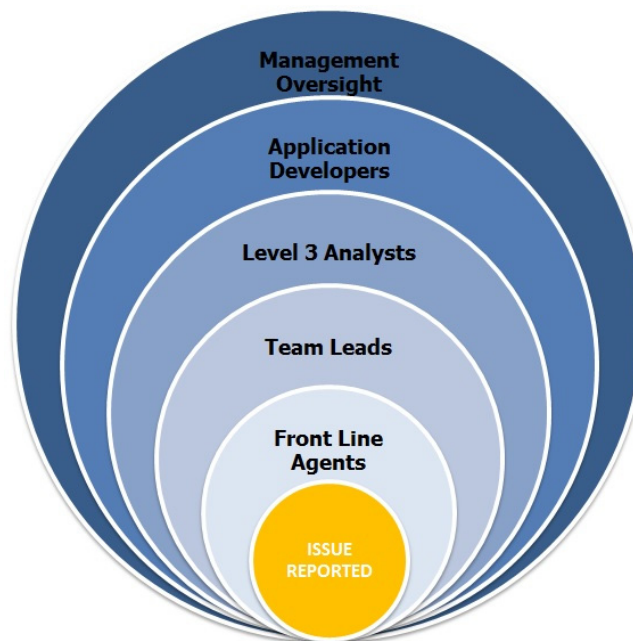 Management
Oversight
Application
Developers
Level 3 Analysts
Team Leads
Front Line
Agents
ISSUE
REPORTED